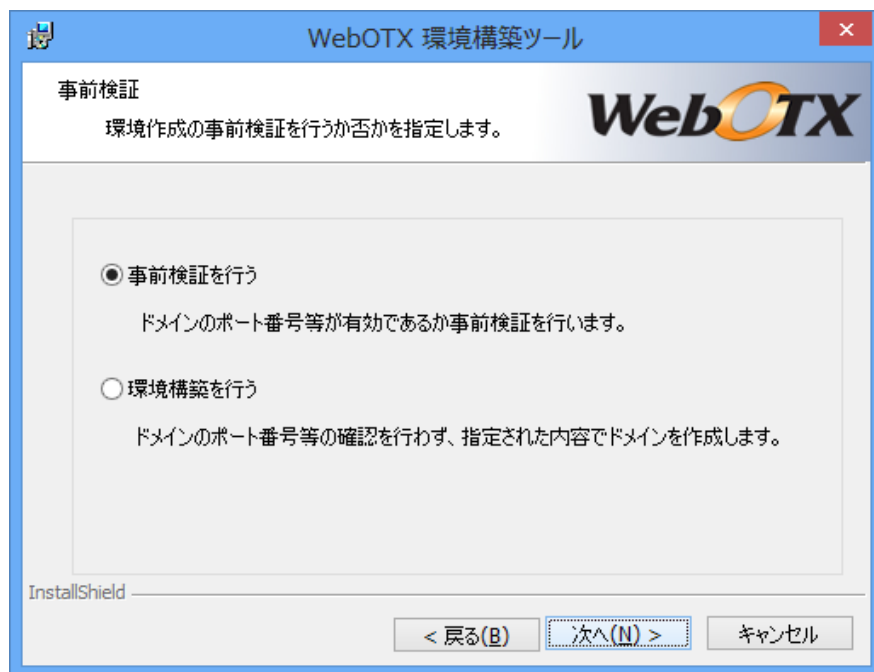 WebOTX 環境構築ツール
事前検証
環境作成の事前検証を行うか否かを指定します。
WebOTX
事前検証を行う
ドメインのポート番号等が有効であるか事前検証を行います。
環境構築を行う
ドメインのポート番号等の確認を行わず、指定された内容でドメインを作成します。
InstallShield
< 戻る(B)
次へ(N) >
キャンセル